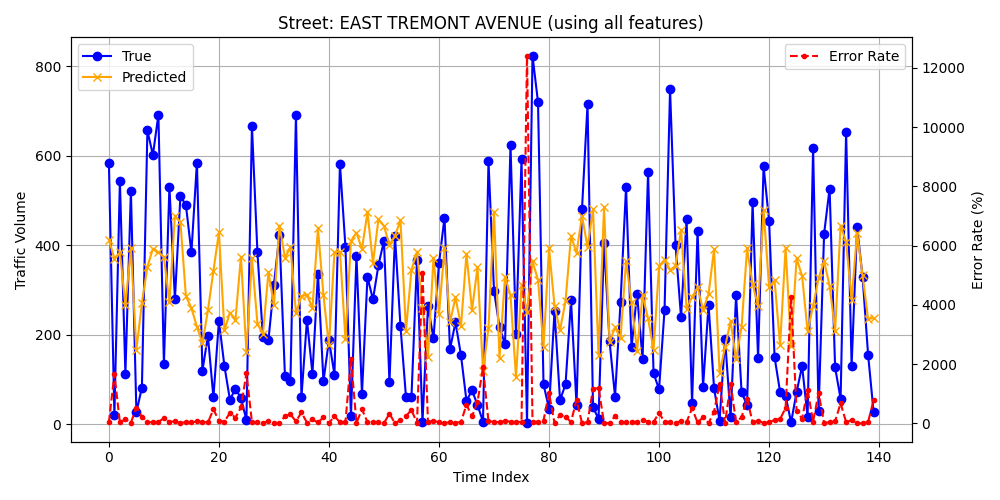 Street: EAST TREMONT AVENUE (using all features)
True
Predicted
Error Rate
Traffic Volume
800
600
400
200
0
12000
10000
8000
6000
4000
2000
0
Error Rate (%)
0 20 40 60 80 100 120 140
Time Index